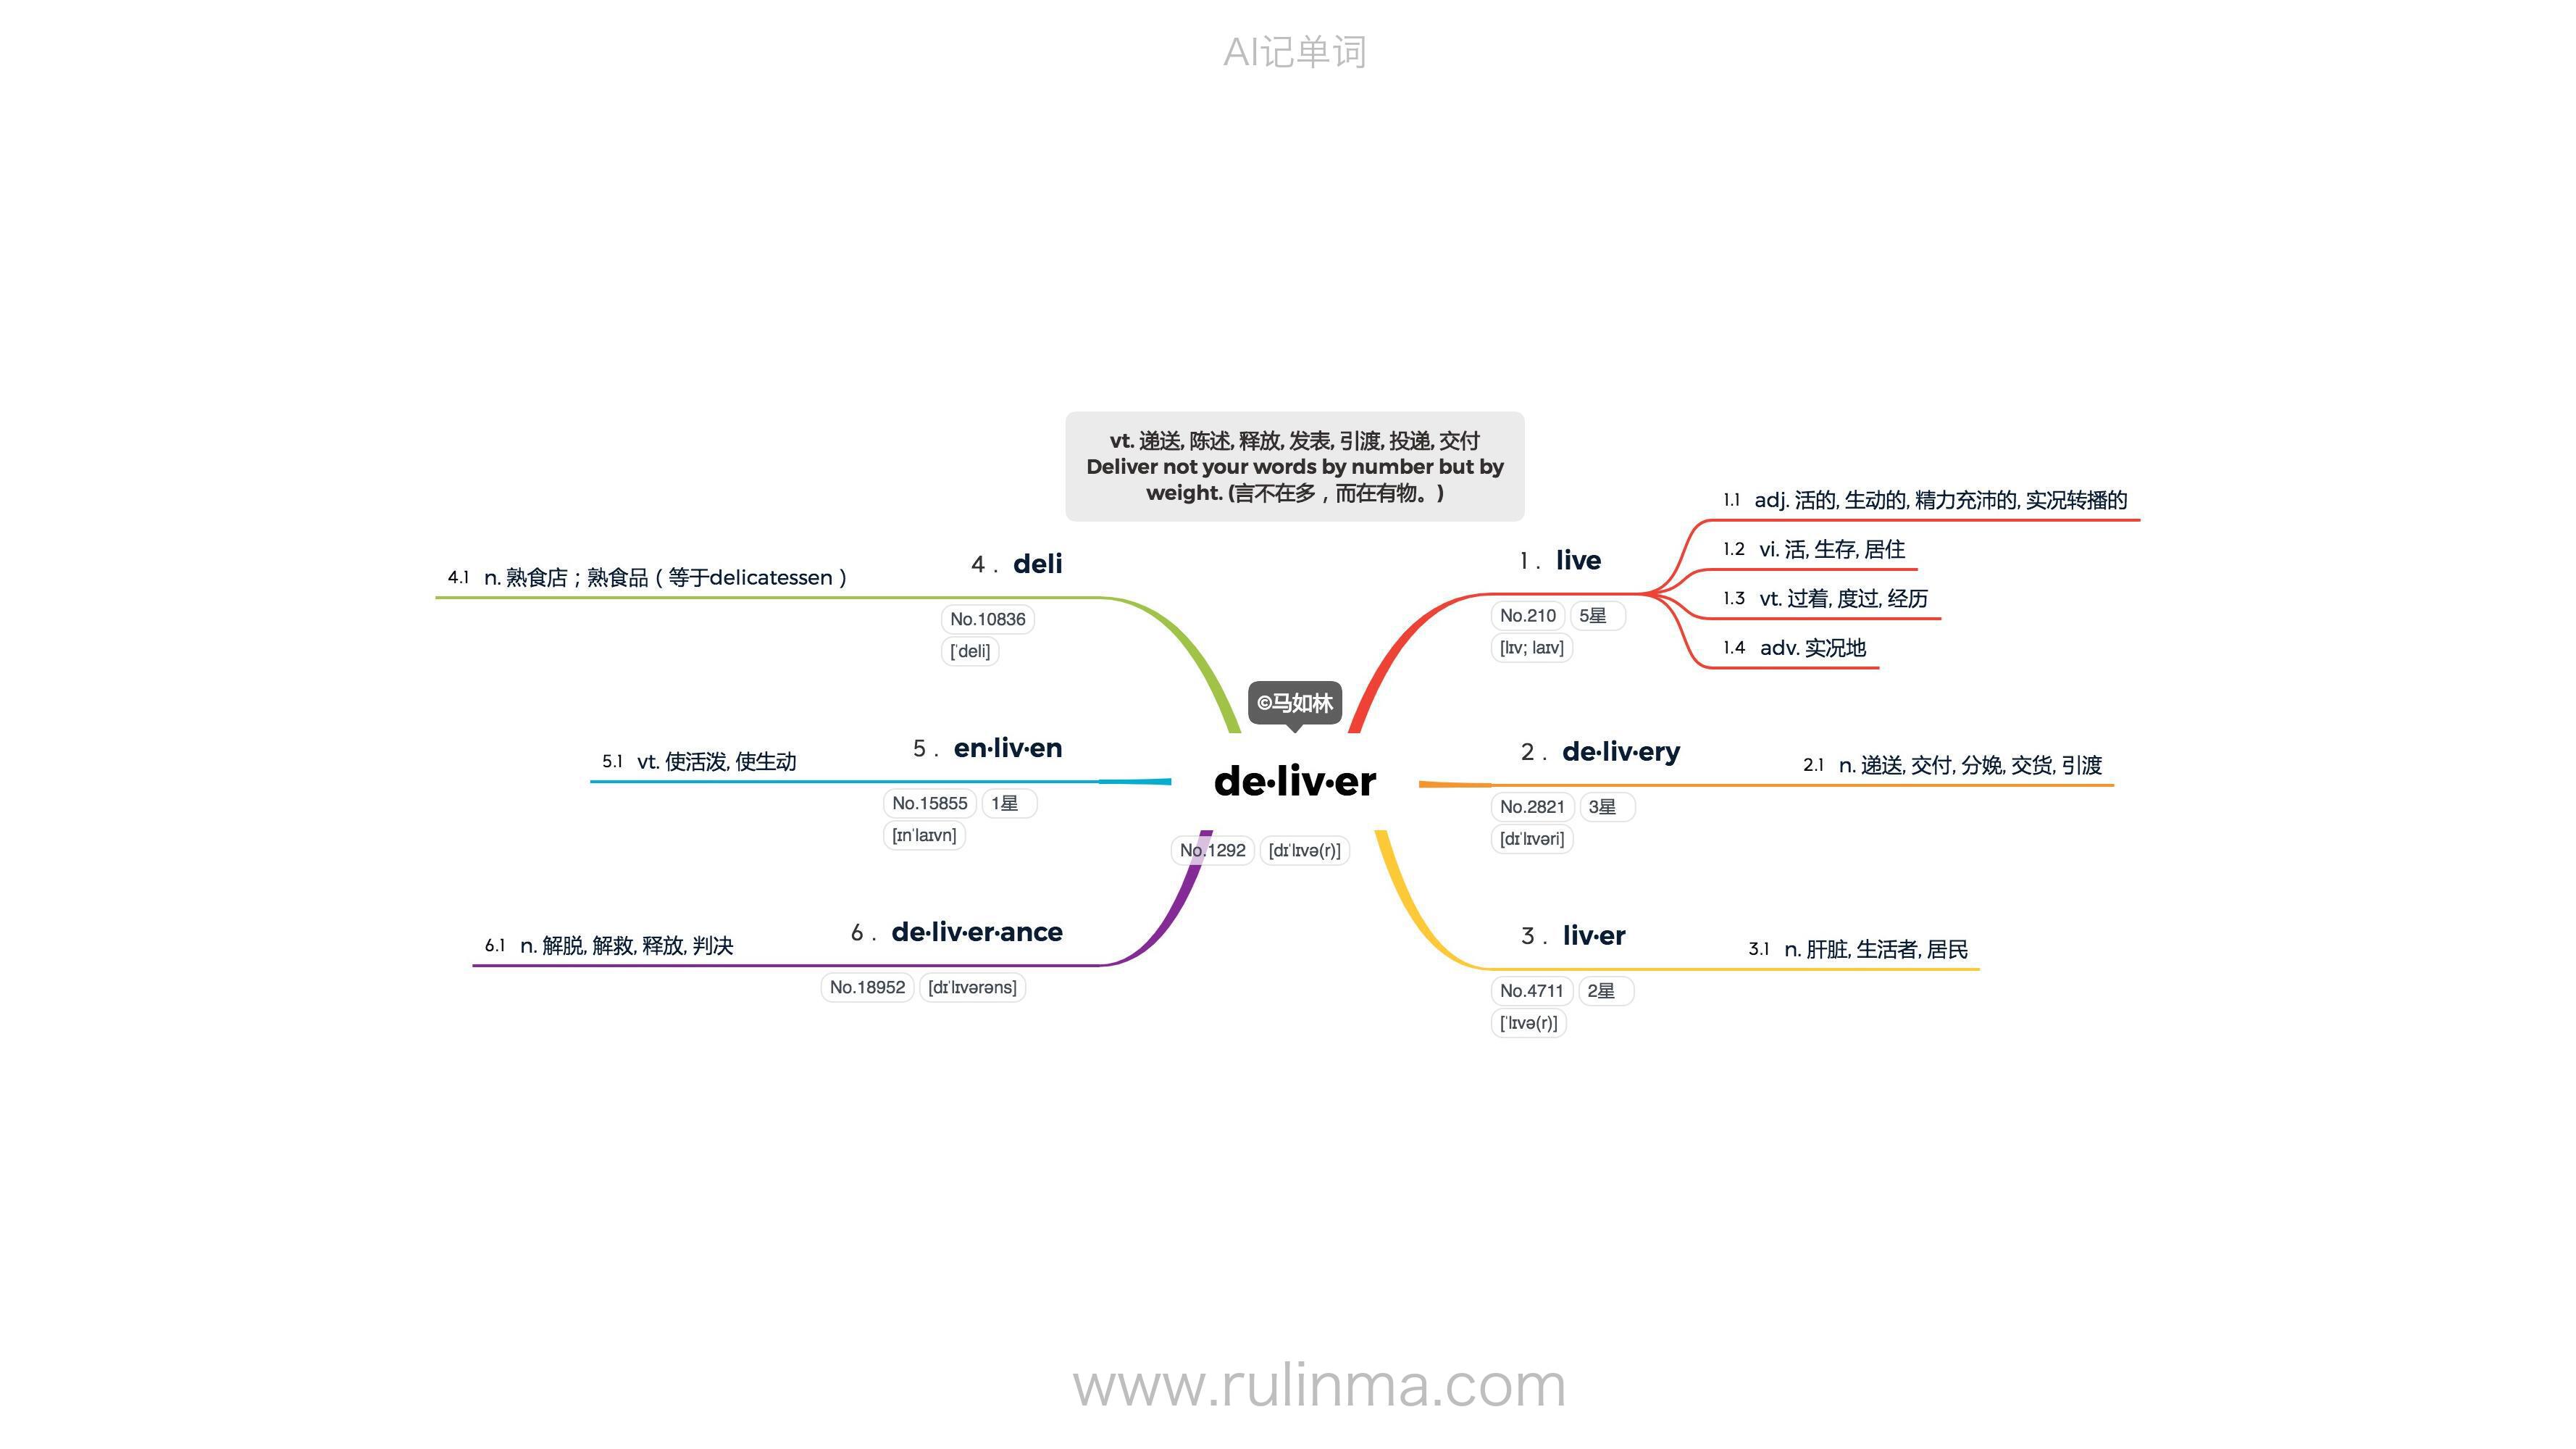 AI记单词
vt. 递送, 陈述, 释放, 发表, 引渡, 投递, 交付
Deliver not your words by number but by
weight. (言不在多，而在有物。)
©马如林
de·liv·er
No.1292 [dɪˈlɪvə(r)]
1. live
No.210 5星
[lɪv; laɪv]
1.1 adj. 活的, 生动的, 精力充沛的, 实况转播的
1.2 vi. 活, 生存, 居住
1.3 vt. 过着, 度过, 经历
1.4 adv. 实况地
2. de·liv·ery
No.2821 3星
[dɪˈlɪvəri]
2.1 n. 递送, 交付, 分娩, 交货, 引渡
3. liv·er
No.4711 2星
[ˈlɪvə(r)]
3.1 n. 肝脏, 生活者, 居民
4. deli
No.10836
[ˈdeli]
4.1 n. 熟食店；熟食品（等于delicatessen）
5. en·liv·en
No.15855 1星
[ɪnˈlaɪvn]
5.1 vt. 使活泼, 使生动
6. de·liv·er·ance
No.18952 [dɪˈlɪvərəns]
6.1 n. 解脱, 解救, 释放, 判决
www.rulinma.com